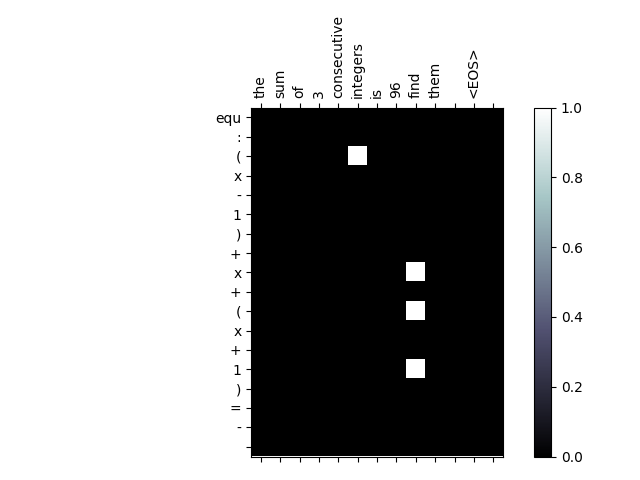 the
sum
of
3
consecutive
integers
is
96
find
them
<EOS>
equ
:
(
x
-
1
)
+
x
+
(
x
+
1
)
=
-
1.0
0.8
0.6
0.4
0.2
0.0